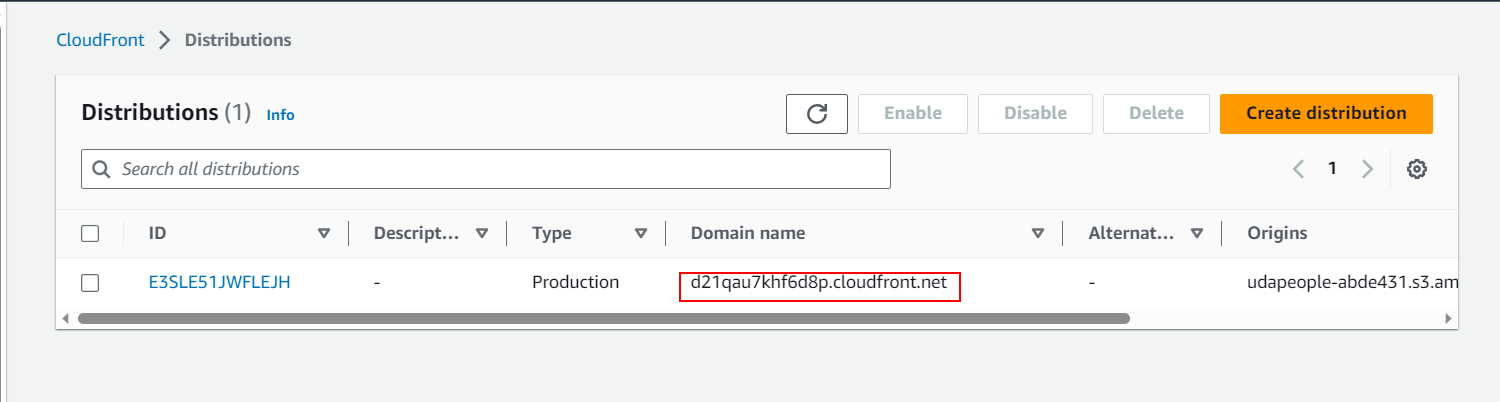 CloudFront > Distributions
Distributions (1) Info
Enable Disable Delete Create distribution
Search all distributions
1
ID Descript... Type Domain name Alternat... Origins
E3SLE51JWFLEJH - Production d21qau7khf6d8p.cloudfront.net - udapeople-abde431.s3.am